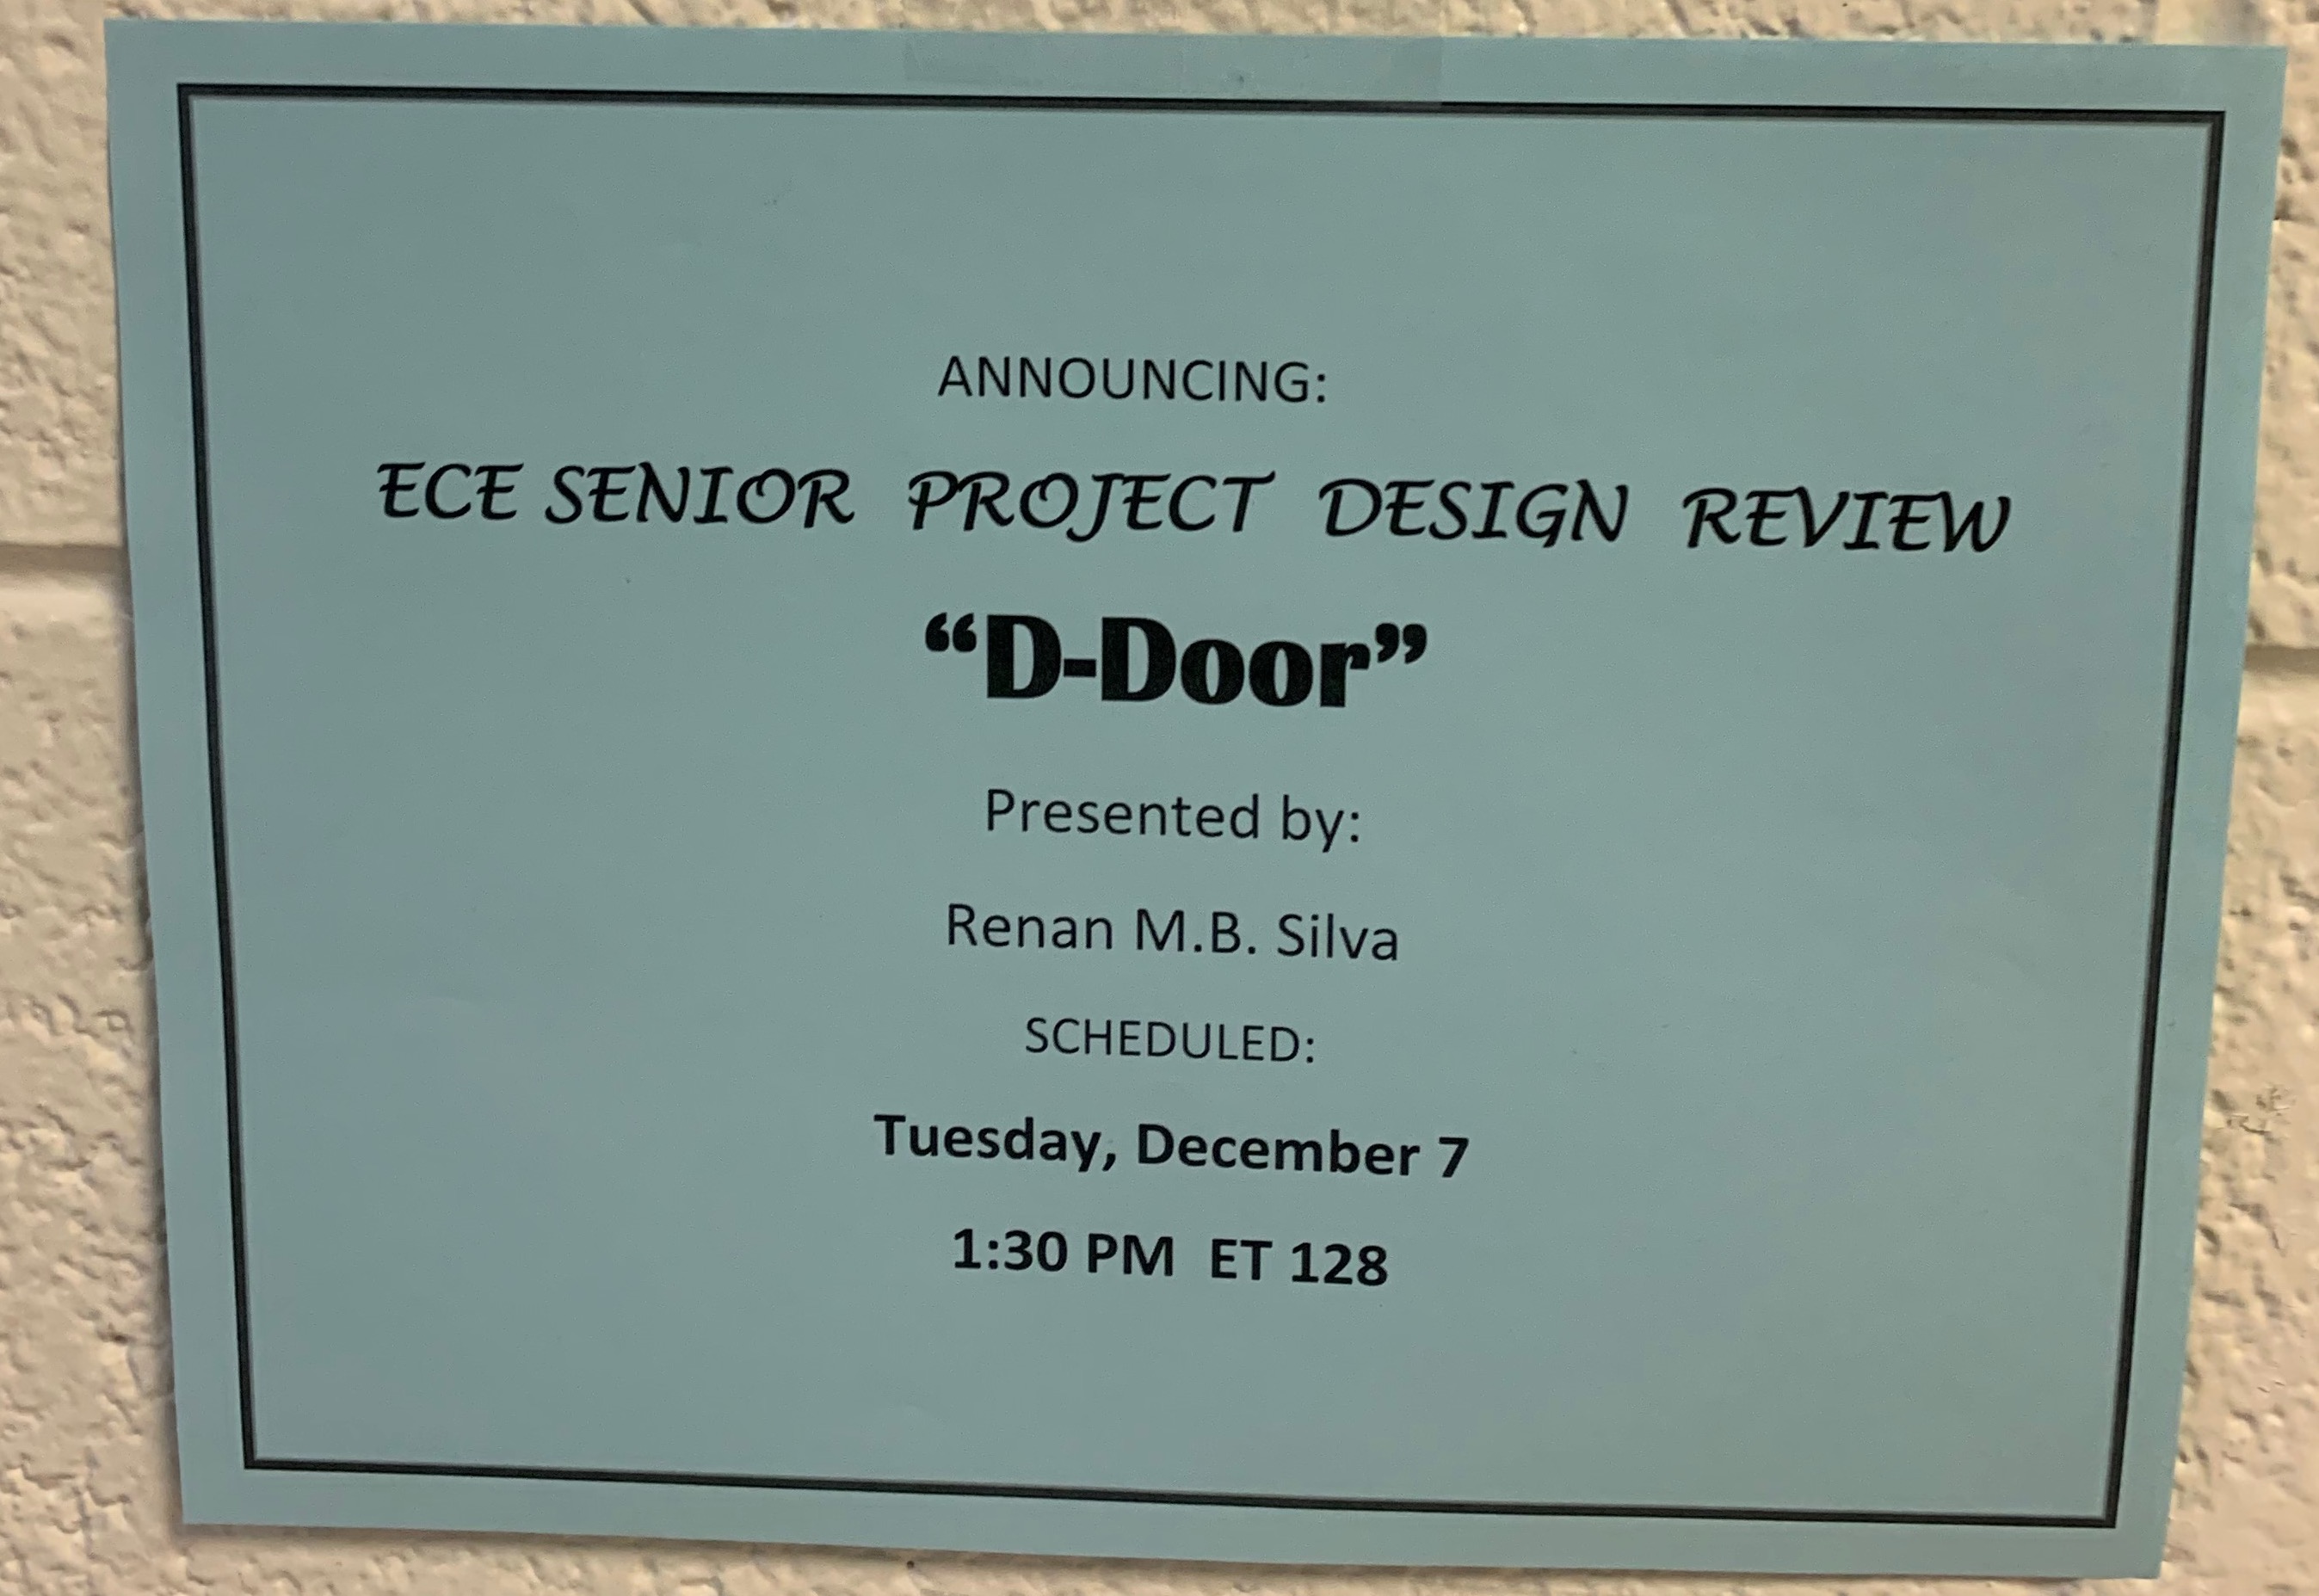 ANNOUNCING:
ECE SENIOR PROJECT DESIGN REVIEW
“D-Door”
Presented by:
Renan M.B. Silva
SCHEDULED:
Tuesday, December 7
1:30 PM ET 128